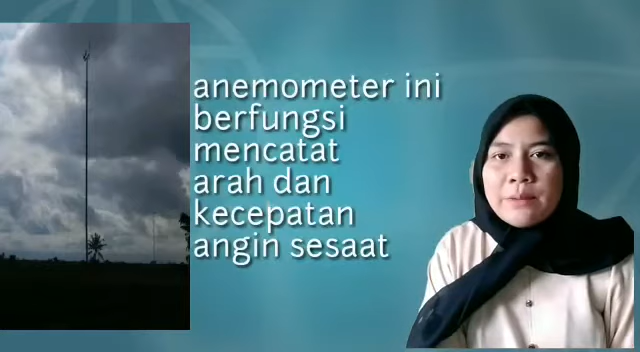 anemometer ini
berfungsi
mencatat
arah dan
kecepatan
angin sesaat